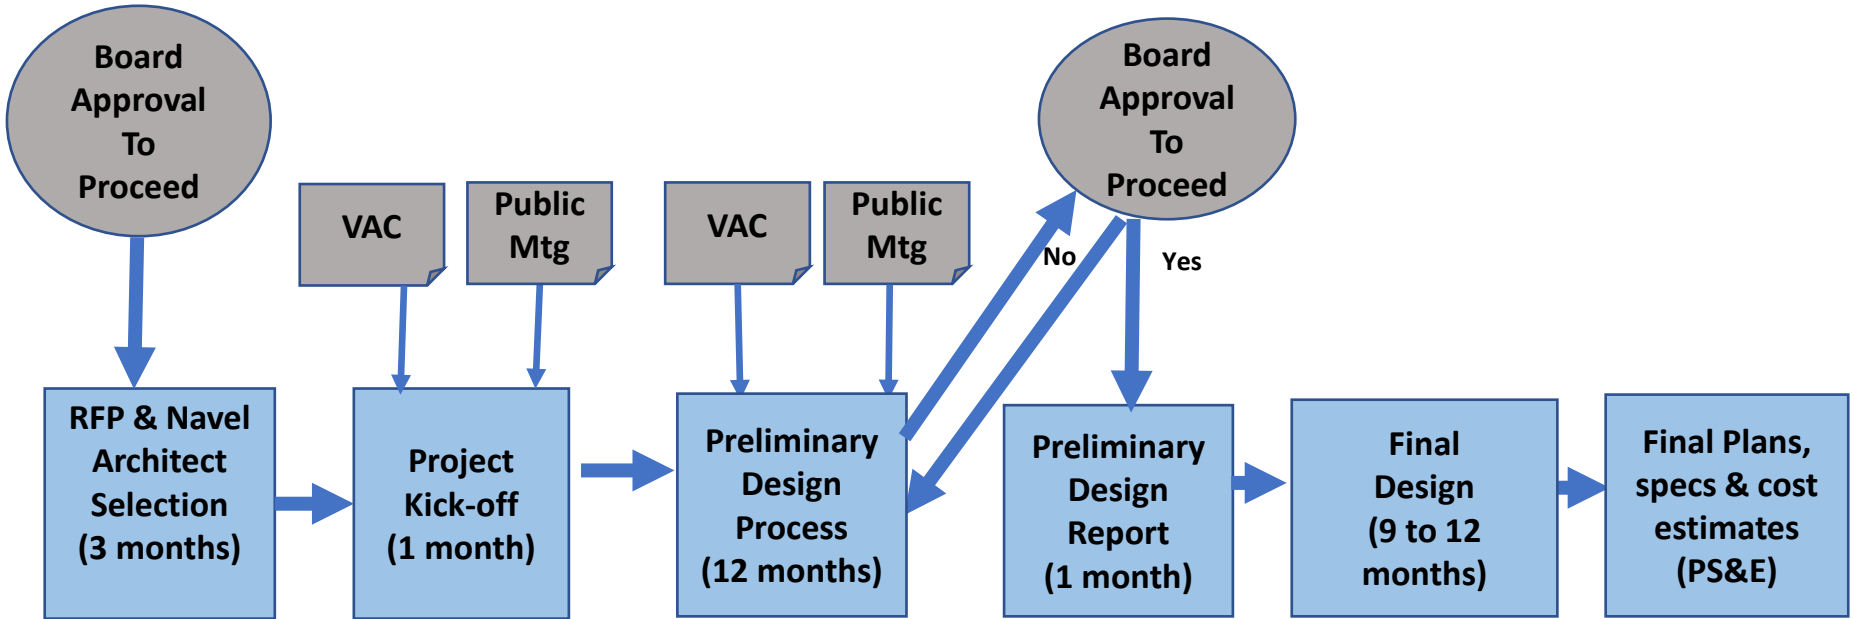 Board
Approval
To
Proceed
VAC
Public
Mtg
VAC
Public
Mtg
Board
Approval
To
Proceed
No
Yes
RFP & Navel
Architect
Selection
(3 months)
Project
Kick-off
(1 month)
Preliminary
Design
Process
(12 months)
Preliminary
Design
Report
(1 month)
Final
Design
(9 to 12
months)
Final Plans,
specs & cost
estimates
(PS&E)